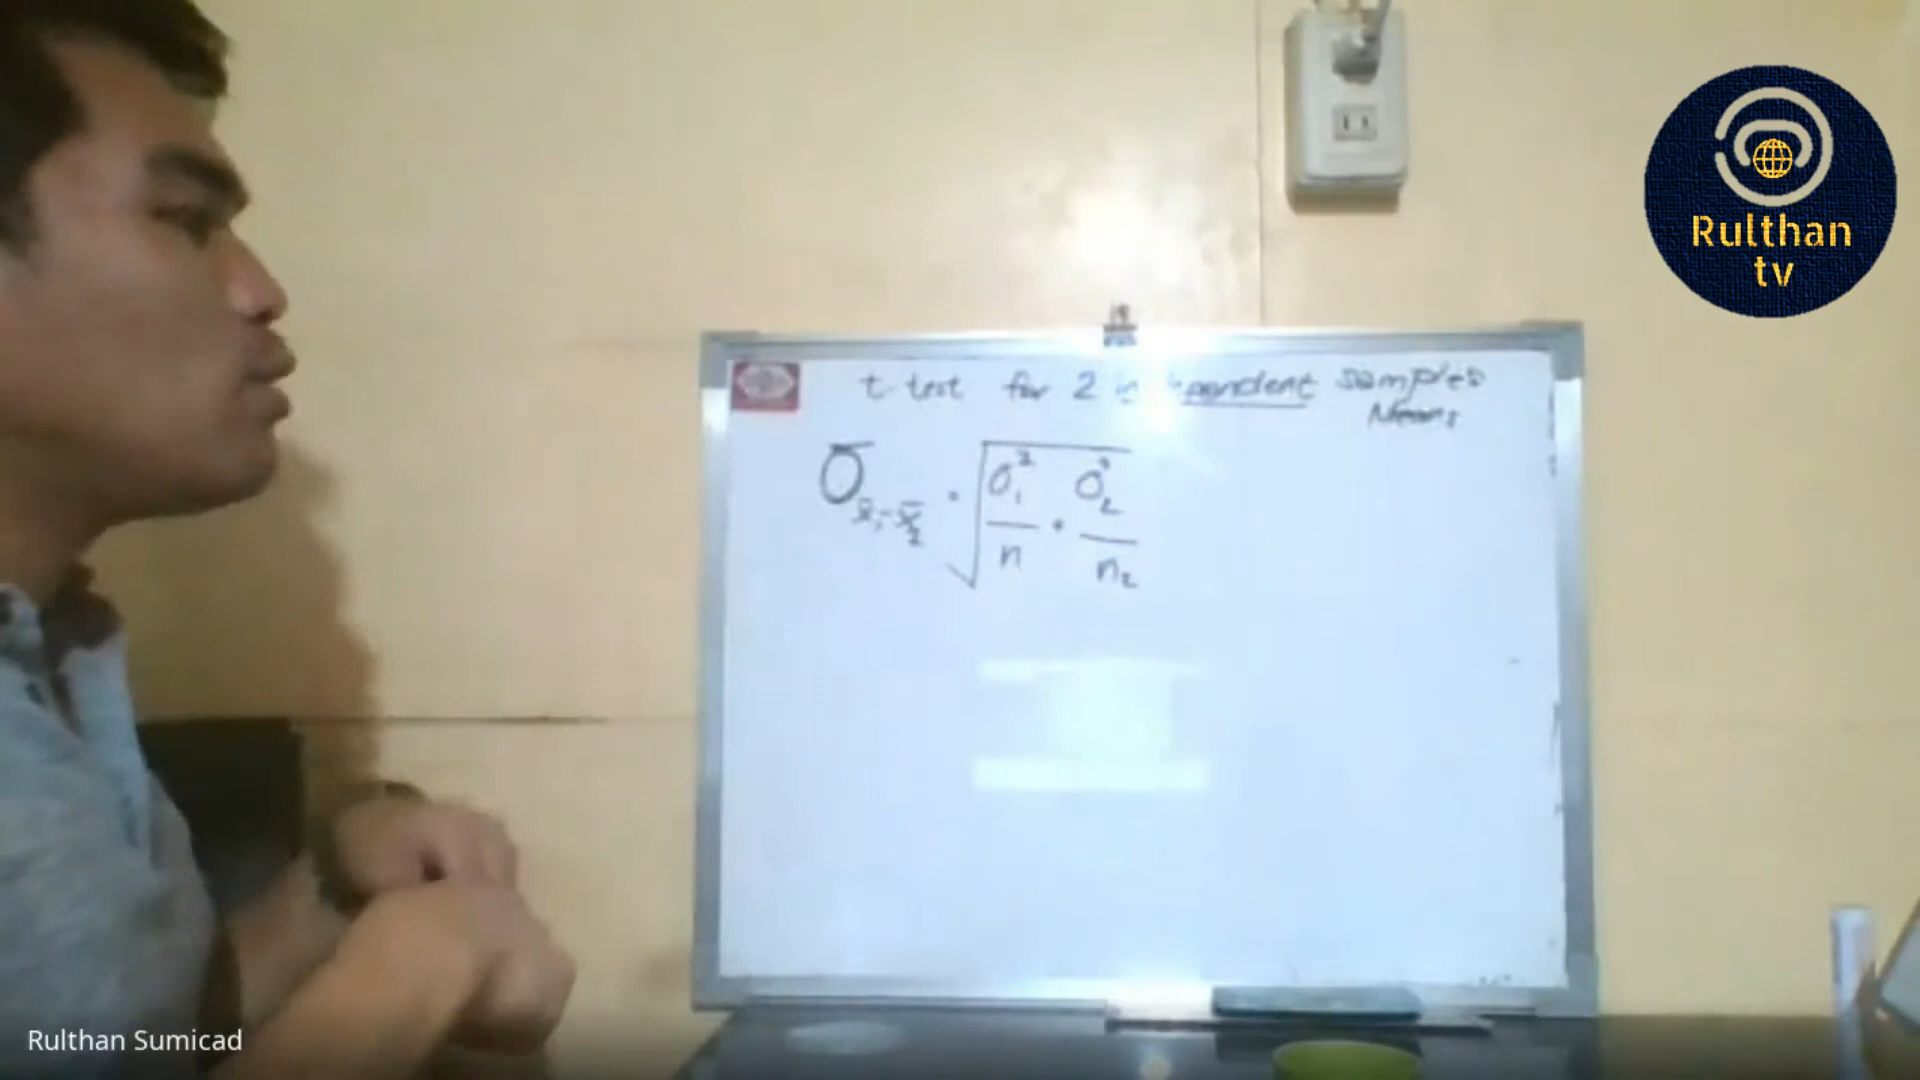 Rulthan
tv
t test for 2 independent samples
Means
σ x̄₁-x̄₂ = √ σ₁² / n + σ₂² / n₂
Rulthan Sumicad